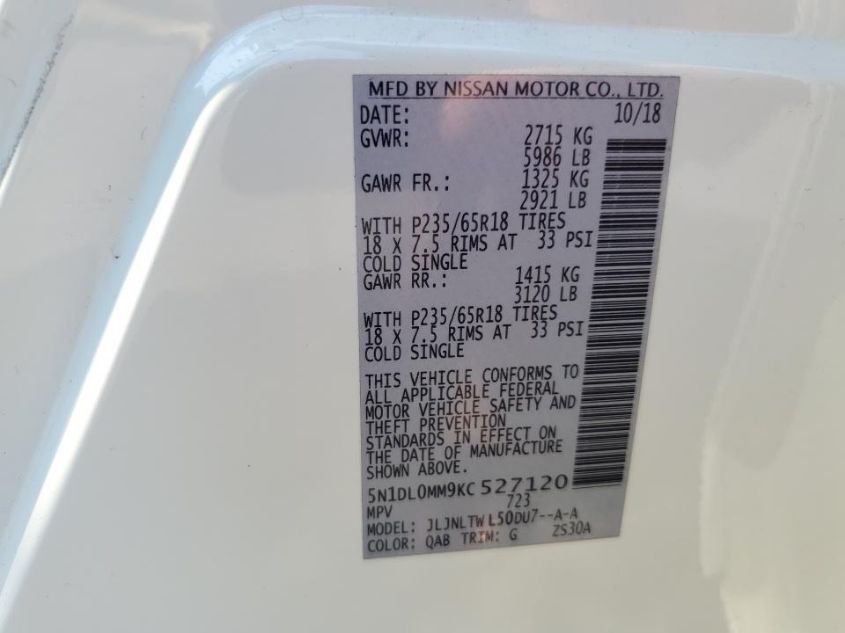 MFD BY NISSAN MOTOR CO., LTD.
DATE: 10/18
GVWR: 2715 KG
5986 LB
GAWR FR.: 1325 KG
2921 LB
WITH P235/65R18 TIRES
18 X 7.5 RIMS AT 33 PSI
COLD SINGLE
GAWR RR.: 1415 KG
3120 LB
WITH P235/65R18 TIRES
18 X 7.5 RIMS AT 33 PSI
COLD SINGLE
THIS VEHICLE CONFORMS TO
ALL APPLICABLE FEDERAL
MOTOR VEHICLE SAFETY AND
THEFT PREVENTION
STANDARDS IN EFFECT ON
THE DATE OF MANUFACTURE
SHOWN ABOVE.
5N1DL0MM9KC 527120
MPV 723
MODEL: JLJNLTWL50DU7--A-A
COLOR: QAB TRIM: G ZS30A